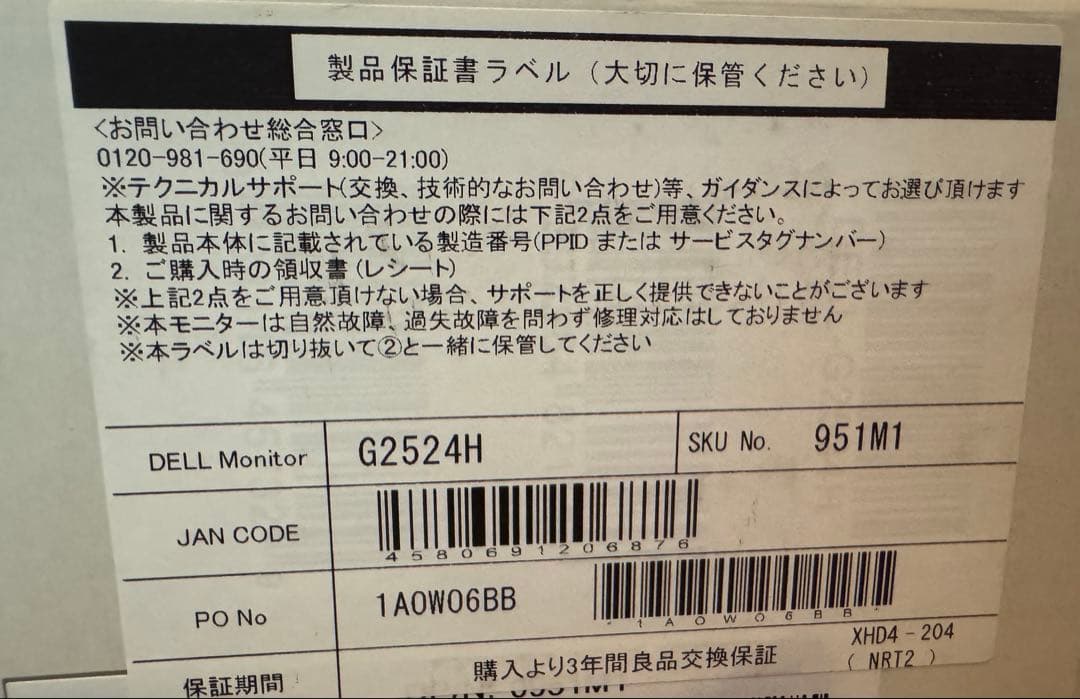 製品保証書ラベル（大切に保管ください）
<お問い合わせ総合窓口>
0120-981-690(平日 9:00-21:00)
※テクニカルサポート(交換、技術的なお問い合わせ)等、ガイダンスによってお選び頂けます
本製品に関するお問い合わせの際には下記2点をご用意ください。
1. 製品本体に記載されている製造番号(PPID または サービスタグナンバー)
2. ご購入時の領収書(レシート)
※上記2点をご用意頂けない場合、サポートを正しく提供できないことがございます
※本モニターは自然故障、過失故障を問わず修理対応はしておりません
※本ラベルは切り抜いて②と一緒に保管してください
DELL Monitor G2524H SKU No. 951M1
JAN CODE 4580691206876
PO No 1A0W06BB *1A0W06BB*
保証期間 購入より3年間良品交換保証 XHD4-204
( NRT2 )